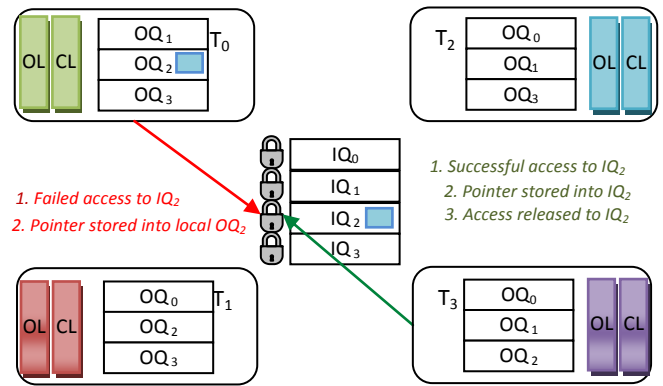 OL CL
OQ1
OQ2
OQ3
T0
T2
OQ0
OQ1
OQ3
OL CL
1. Failed access to IQ2
2. Pointer stored into local OQ2
IQ0
IQ1
IQ2
IQ3
1. Successful access to IQ2
2. Pointer stored into IQ2
3. Access released to IQ2
OL CL
OQ0
OQ2
OQ3
T1
T3
OQ0
OQ1
OQ2
OL CL